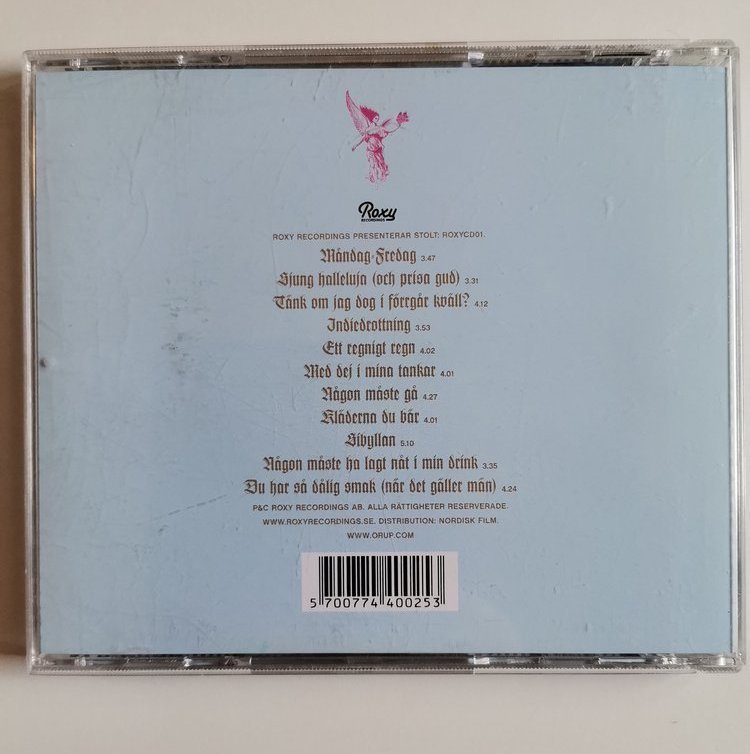 Roxy
RECORDINGS
ROXY RECORDINGS PRESENTERAR STOLT: ROXYCD01.
Måndag-Fredag 3.47
Sjung halleluja (och prisa gud) 3.31
Tänk om jag dog i förrgår kväll? 4.12
Indiedrottning 3.53
Ett regnigt regn 4.02
Med dej i mina tankar 4.01
Någon måste gå 4.27
Kläderna du bär 4.01
Sibyllan 5.10
Någon måste ha lagt nåt i min drink 3.35
Du har så dålig smak (när det gäller män) 4.24
P&C ROXY RECORDINGS AB. ALLA RÄTTIGHETER RESERVERADE.
WWW.ROXYRECORDINGS.SE. DISTRIBUTION: NORDISK FILM.
WWW.ORUP.COM
5 700774 400253